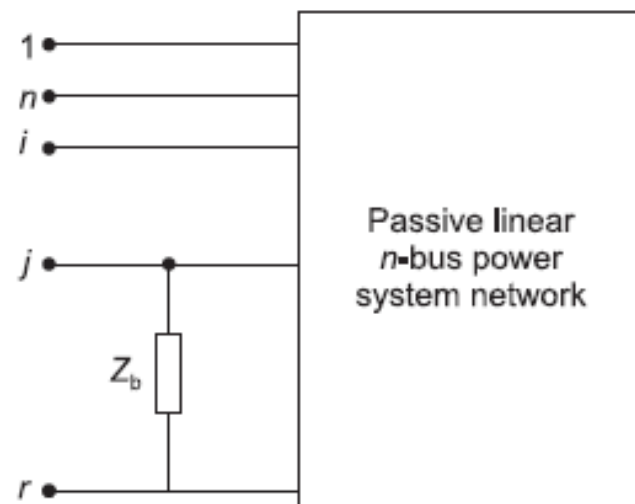 1
n
i
j
Z_b
r
Passive linear
n-bus power
system network